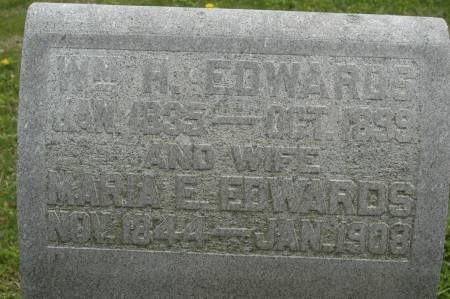 WM H. EDWARDS
JAN. 1835 — OCT. 1899
AND WIFE
MARIA E. EDWARDS
NOV. 1844 — JAN. 1908